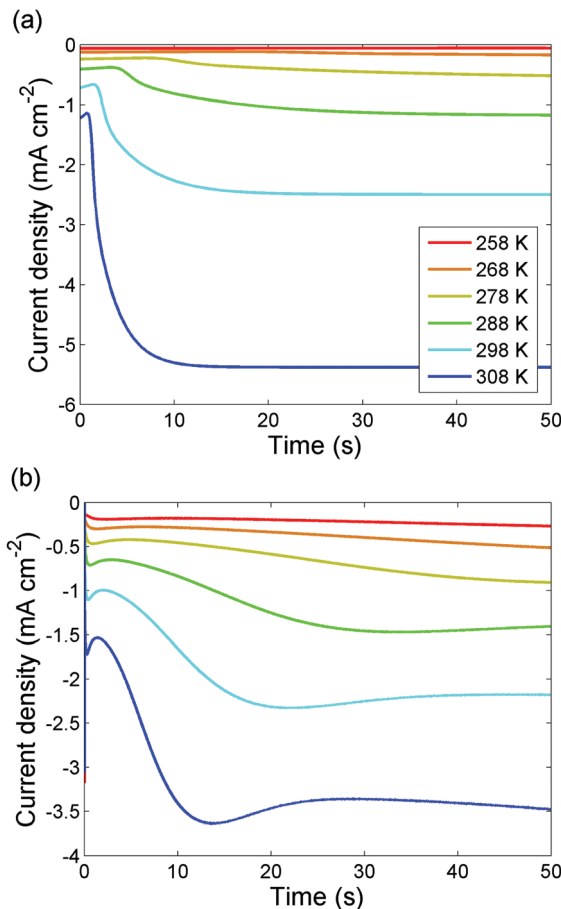 (a)
0
-1
-2
-3
-4
-5
-6
Current density (mA cm⁻²)
258 K
268 K
278 K
288 K
298 K
308 K
0 10 20 30 40 50
Time (s)
(b)
0
-0.5
-1
-1.5
-2
-2.5
-3
-3.5
-4
Current density (mA cm⁻²)
0 10 20 30 40 50
Time (s)